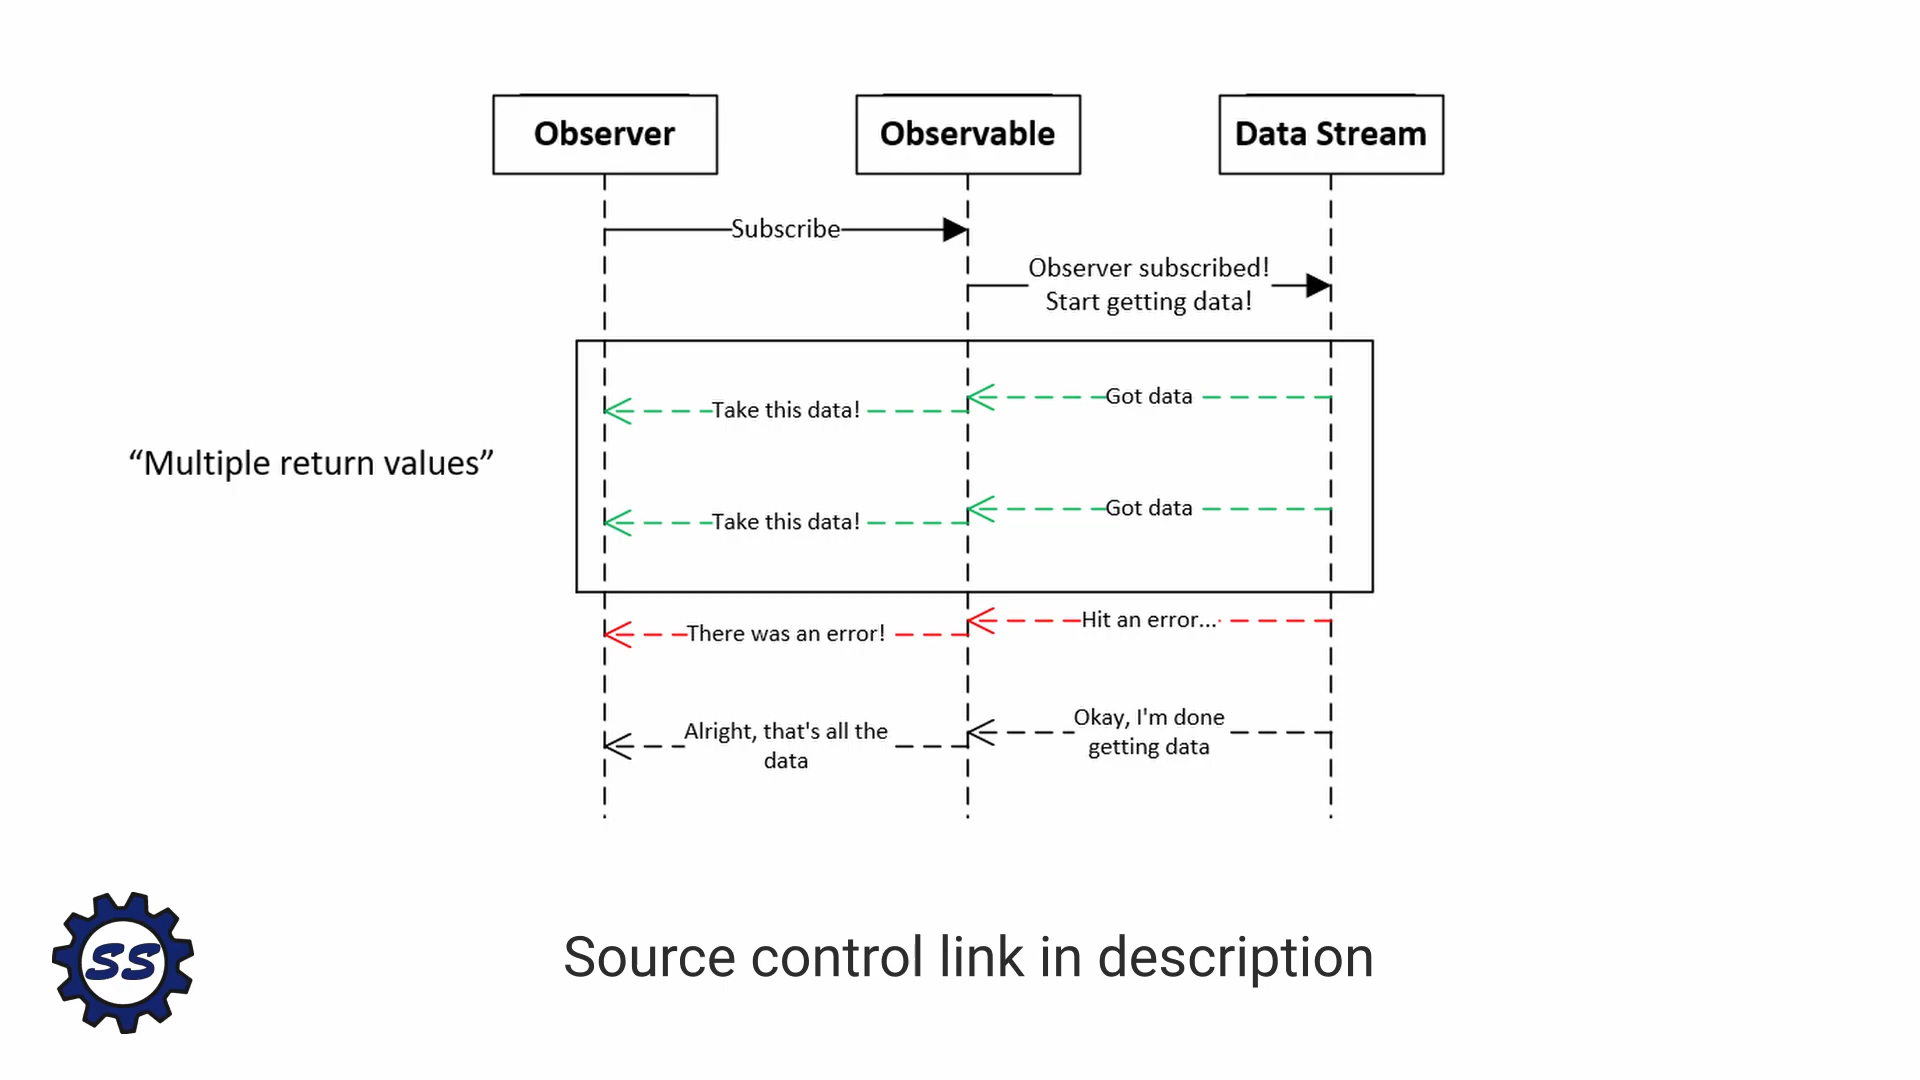 Observer
Observable
Data Stream
Subscribe
Observer subscribed!
Start getting data!
Got data
Take this data!
“Multiple return values”
Got data
Take this data!
Hit an error...
There was an error!
Okay, I'm done
getting data
Alright, that's all the
data
SS
Source control link in description